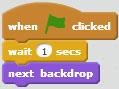 when clicked
wait 1 secs
next backdrop